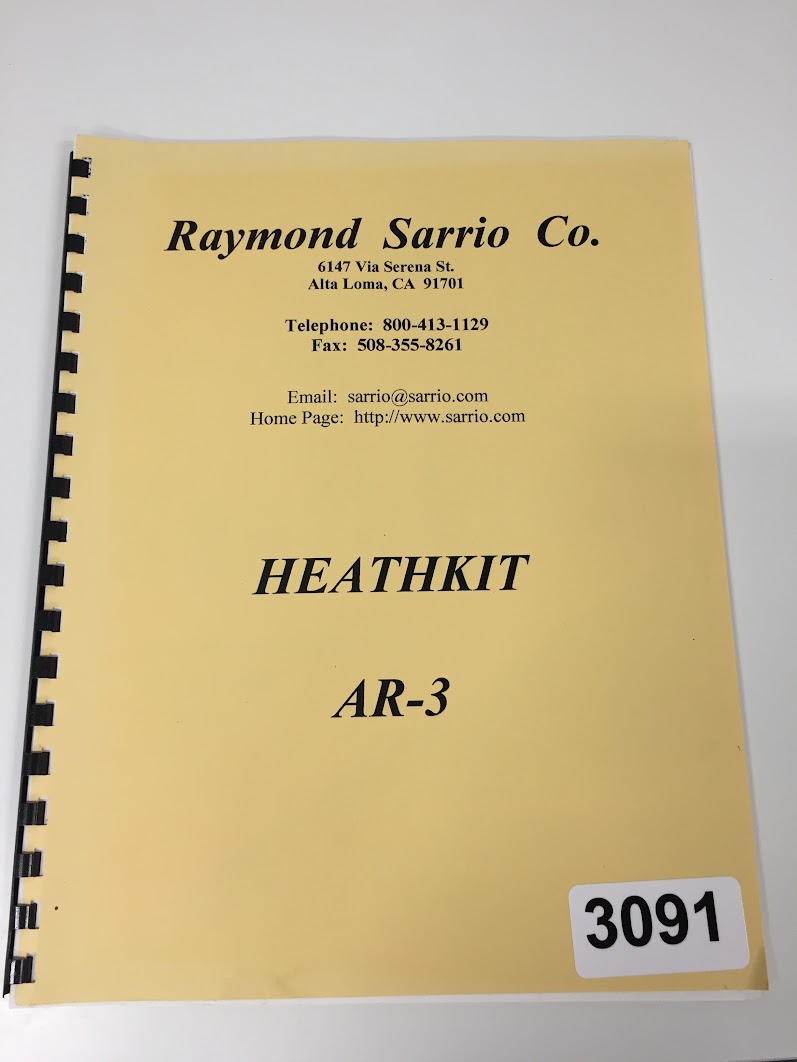 Raymond Sarrio Co.
6147 Via Serena St.
Alta Loma, CA 91701
Telephone: 800-413-1129
Fax: 508-355-8261
Email: sarrio@sarrio.com
Home Page: http://www.sarrio.com
HEATHKIT
AR-3
3091